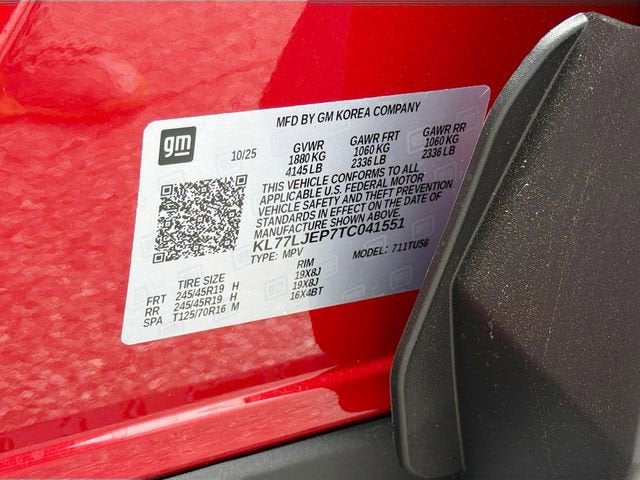 MFD BY GM KOREA COMPANY
gm
10/25 GVWR GAWR FRT GAWR RR
1880 KG 1060 KG 1060 KG
4145 LB 2336 LB 2336 LB
THIS VEHICLE CONFORMS TO ALL
APPLICABLE U.S. FEDERAL MOTOR
VEHICLE SAFETY AND THEFT PREVENTION
STANDARDS IN EFFECT ON THE DATE OF
MANUFACTURE SHOWN ABOVE.
KL77LJEP7TC041551
TYPE: MPV MODEL: 711TU58
TIRE SIZE RIM
FRT 245/45R19 H 19X8J
RR 245/45R19 H 19X8J
SPA T125/70R16 M 16X4BT